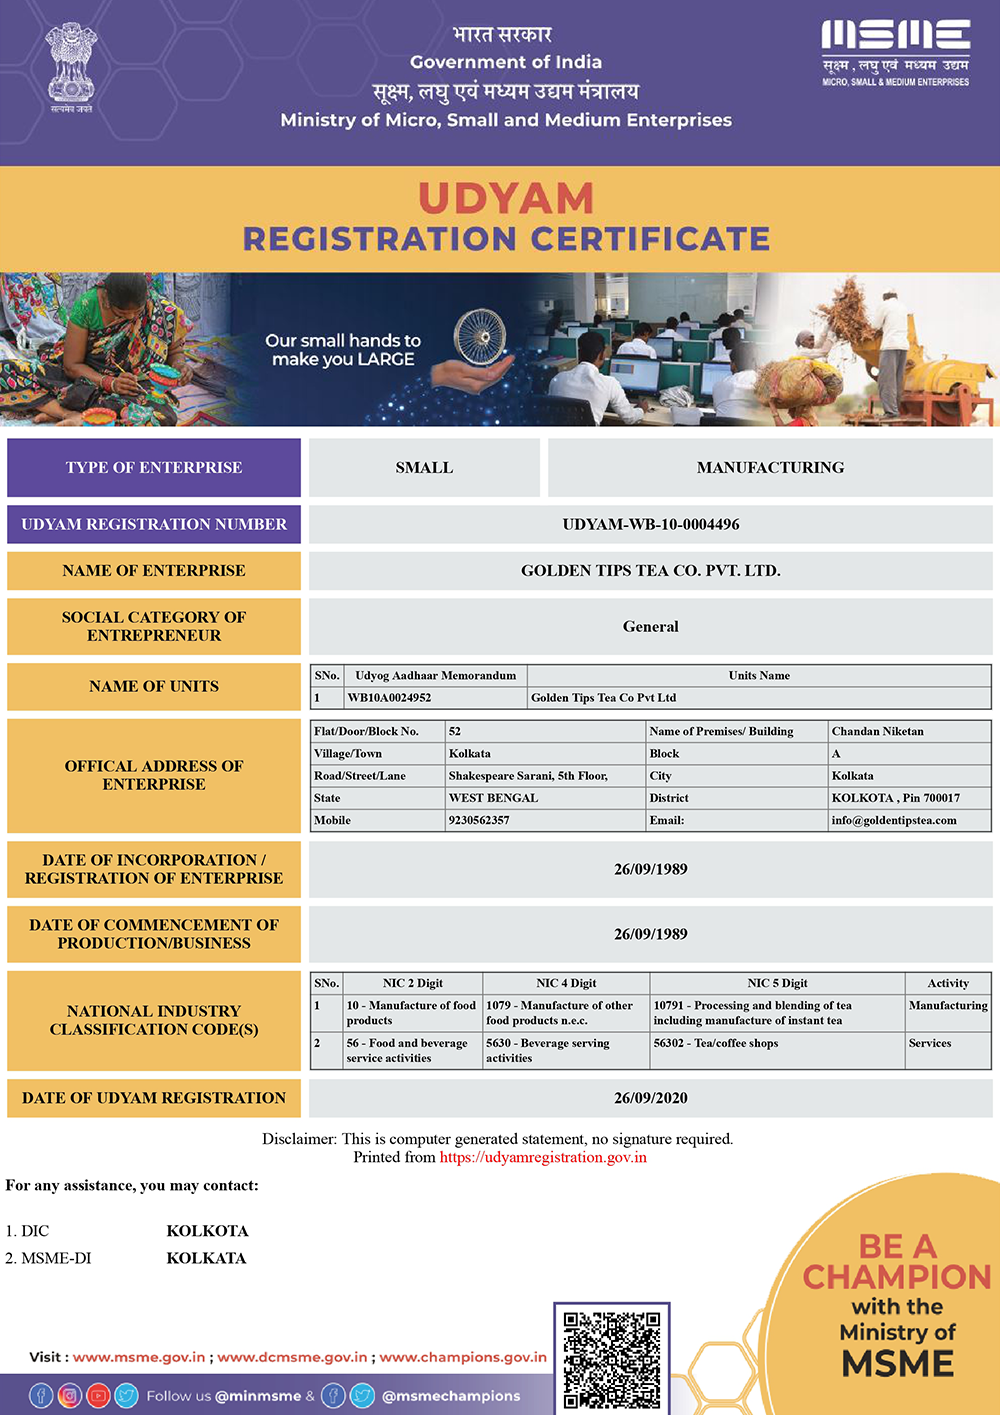 भारत सरकार
Government of India
सूक्ष्म, लघु एवं मध्यम उद्यम मंत्रालय
Ministry of Micro, Small and Medium Enterprises
सत्यमेव जयते
MSME
सूक्ष्म, लघु एवं मध्यम उद्यम
MICRO, SMALL & MEDIUM ENTERPRISES
UDYAM
REGISTRATION CERTIFICATE
Our small hands to
make you LARGE
TYPE OF ENTERPRISE SMALL MANUFACTURING
UDYAM REGISTRATION NUMBER UDYAM-WB-10-0004496
NAME OF ENTERPRISE GOLDEN TIPS TEA CO. PVT. LTD.
SOCIAL CATEGORY OF
ENTREPRENEUR
General
NAME OF UNITS
SNo. Udyog Aadhaar Memorandum Units Name
1 WB10A0024952 Golden Tips Tea Co Pvt Ltd
OFFICAL ADDRESS OF
ENTERPRISE
Flat/Door/Block No. 52 Name of Premises/ Building Chandan Niketan
Village/Town Kolkata Block A
Road/Street/Lane Shakespeare Sarani, 5th Floor, City Kolkata
State WEST BENGAL District KOLKOTA , Pin 700017
Mobile 9230562357 Email: info@goldentipstea.com
DATE OF INCORPORATION /
REGISTRATION OF ENTERPRISE
26/09/1989
DATE OF COMMENCEMENT OF
PRODUCTION/BUSINESS
26/09/1989
NATIONAL INDUSTRY
CLASSIFICATION CODE(S)
SNo. NIC 2 Digit NIC 4 Digit NIC 5 Digit Activity
1 10 - Manufacture of food 1079 - Manufacture of other 10791 - Processing and blending of tea Manufacturing
products food products n.e.c. including manufacture of instant tea
2 56 - Food and beverage 5630 - Beverage serving 56302 - Tea/coffee shops Services
service activities activities
DATE OF UDYAM REGISTRATION 26/09/2020
Disclaimer: This is computer generated statement, no signature required.
Printed from https://udyamregistration.gov.in
For any assistance, you may contact:
1. DIC KOLKOTA
2. MSME-DI KOLKATA
BE A
CHAMPION
with the
Ministry of
MSME
Visit : www.msme.gov.in ; www.dcmsme.gov.in ; www.champions.gov.in
Follow us @minmsme & @msmechampions